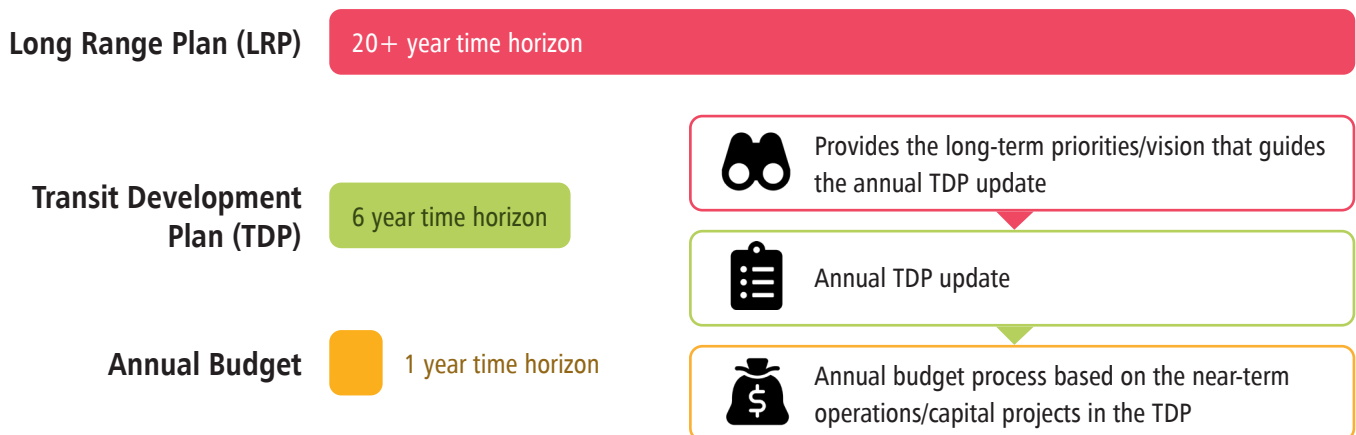 Long Range Plan (LRP)
20+ year time horizon
Provides the long-term priorities/vision that guides
the annual TDP update
Transit Development
Plan (TDP)
6 year time horizon
Annual TDP update
Annual Budget
1 year time horizon
Annual budget process based on the near-term
operations/capital projects in the TDP
$